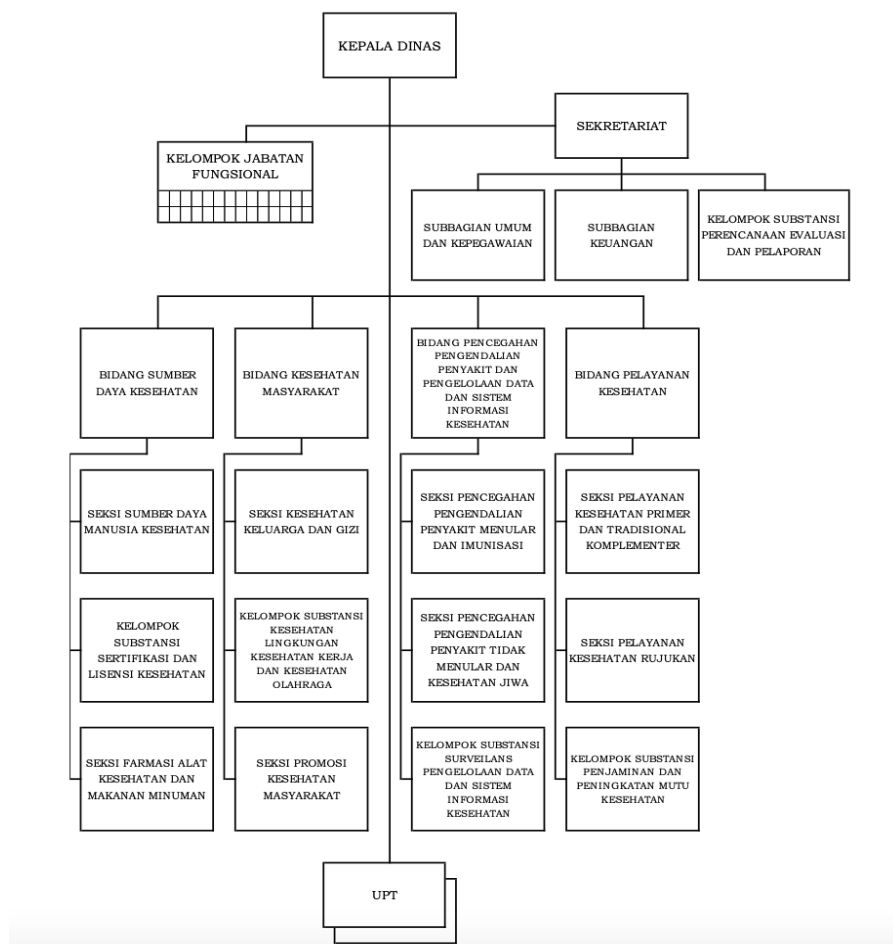 KEPALA DINAS
SEKRETARIAT
KELOMPOK JABATAN
FUNGSIONAL
SUBBAGIAN UMUM
DAN KEPEGAWAIAN
SUBBAGIAN
KEUANGAN
KELOMPOK SUBSTANSI
PERENCANAAN EVALUASI
DAN PELAPORAN
BIDANG SUMBER
DAYA KESEHATAN
BIDANG KESEHATAN
MASYARAKAT
BIDANG PENCEGAHAN
PENGENDALIAN
PENYAKIT DAN
PENGELOLAAN DATA
DAN SISTEM
INFORMASI
KESEHATAN
BIDANG PELAYANAN
KESEHATAN
SEKSI SUMBER DAYA
MANUSIA KESEHATAN
SEKSI KESEHATAN
KELUARGA DAN GIZI
SEKSI PENCEGAHAN
PENGENDALIAN
PENYAKIT MENULAR
DAN IMUNISASI
SEKSI PELAYANAN
KESEHATAN PRIMER
DAN TRADISIONAL
KOMPLEMENTER
KELOMPOK
SUBSTANSI
SERTIFIKASI DAN
LISENSI KESEHATAN
KELOMPOK SUBSTANSI
KESEHATAN
LINGKUNGAN
KESEHATAN KERJA
DAN KESEHATAN
OLAHRAGA
SEKSI PENCEGAHAN
PENGENDALIAN
PENYAKIT TIDAK
MENULAR DAN
KESEHATAN JIWA
SEKSI PELAYANAN
KESEHATAN RUJUKAN
SEKSI FARMASI ALAT
KESEHATAN DAN
MAKANAN MINUMAN
SEKSI PROMOSI
KESEHATAN
MASYARAKAT
KELOMPOK SUBSTANSI
SURVEILANS
PENGELOLAAN DATA
DAN SISTEM
INFORMASI
KESEHATAN
KELOMPOK SUBSTANSI
PENJAMINAN DAN
PENINGKATAN MUTU
KESEHATAN
UPT